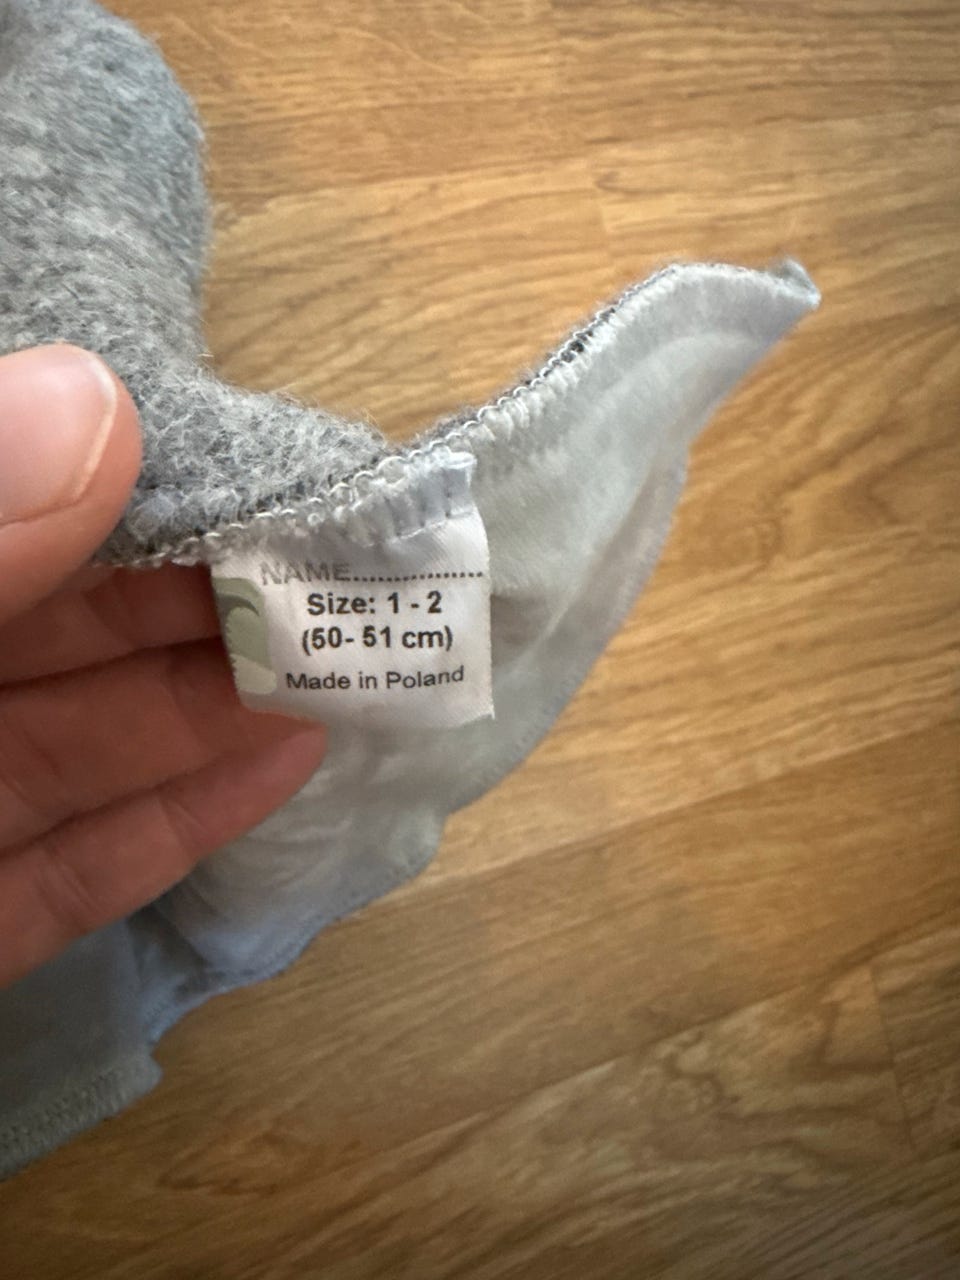 NAME................
Size: 1 - 2
(50- 51 cm)
Made in Poland